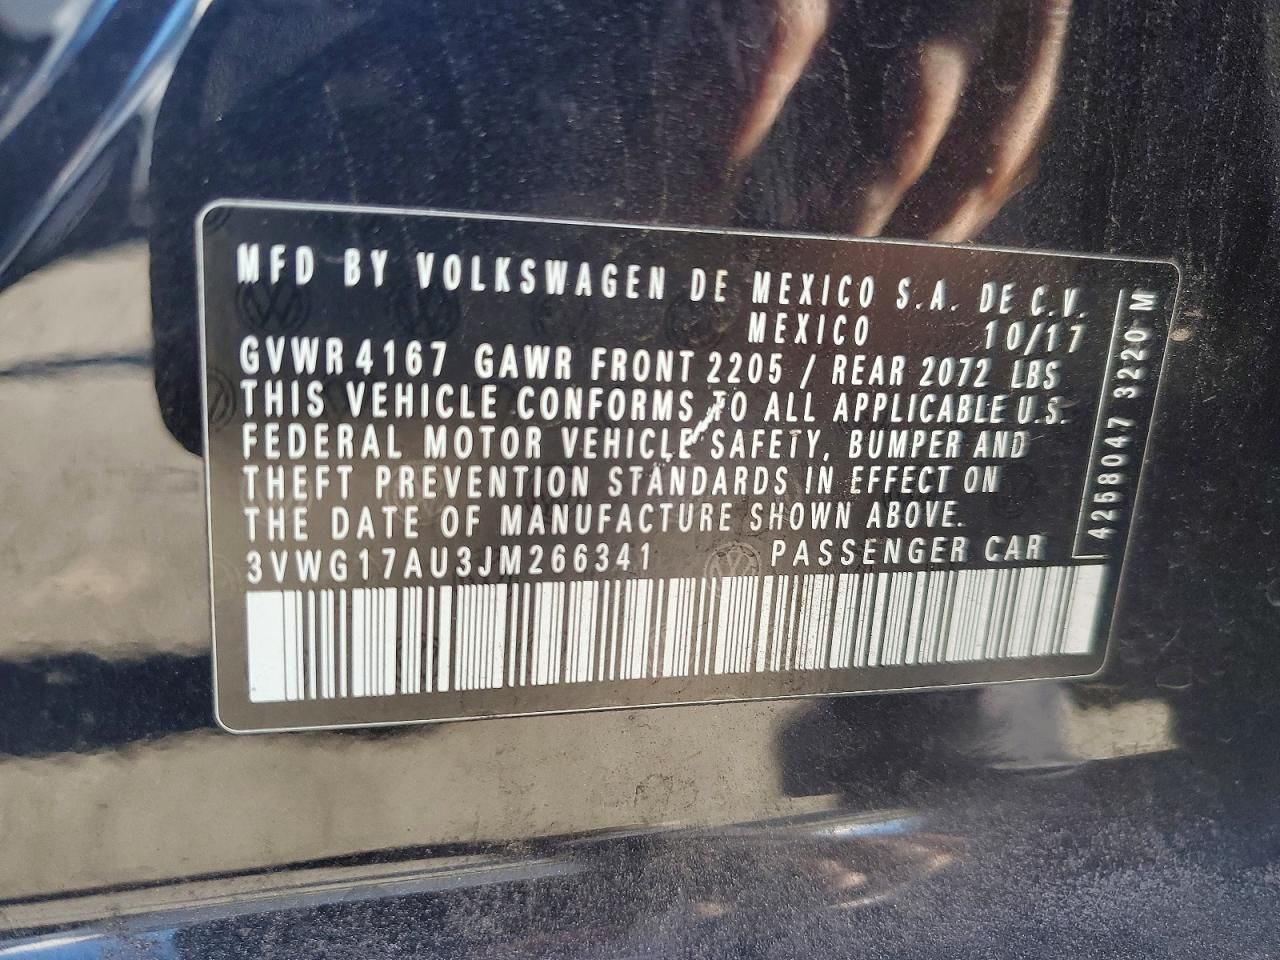 MFD BY VOLKSWAGEN DE MEXICO S.A. DE C.V.
MEXICO 10/17
GVWR 4167 GAWR FRONT 2205 / REAR 2072 LBS
THIS VEHICLE CONFORMS TO ALL APPLICABLE U.S.
FEDERAL MOTOR VEHICLE SAFETY, BUMPER AND
THEFT PREVENTION STANDARDS IN EFFECT ON
THE DATE OF MANUFACTURE SHOWN ABOVE.
3VWG17AU3JM266341 PASSENGER CAR
4258047 3220 M